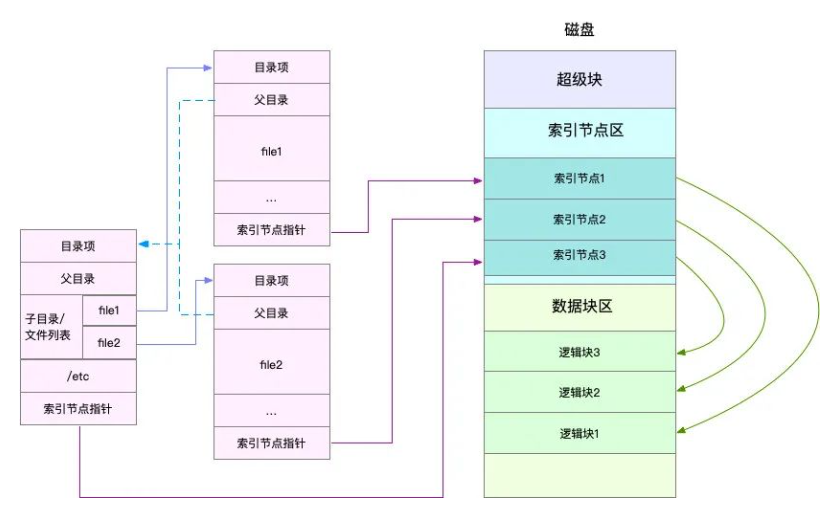 磁盘
目录项
父目录
file1
...
索引节点指针
目录项
父目录
子目录/
文件列表
file1
file2
/etc
索引节点指针
目录项
父目录
file2
...
索引节点指针
超级块
索引节点区
索引节点1
索引节点2
索引节点3
数据块区
逻辑块3
逻辑块2
逻辑块1